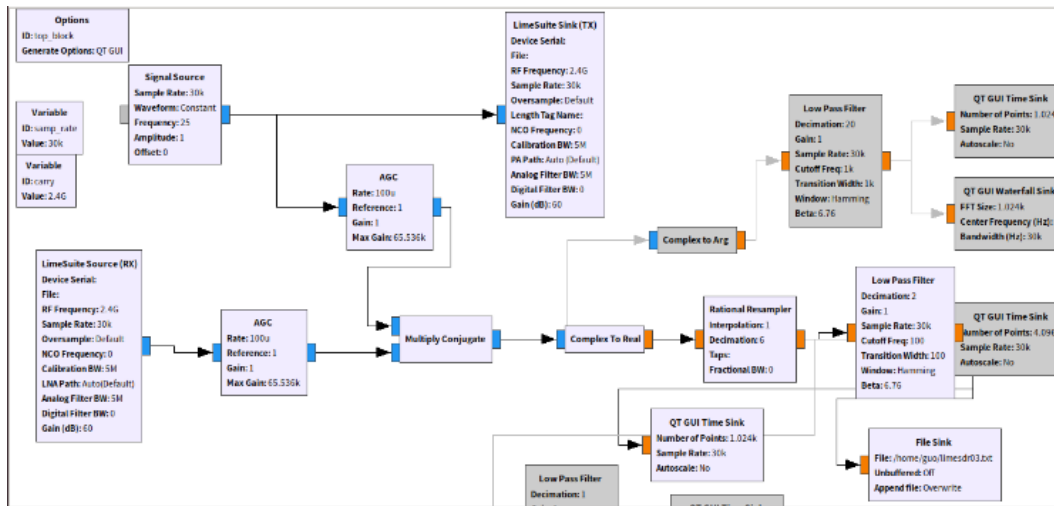 Options
ID: top_block
Generate Options: QT GUI
Variable
ID: samp_rate
Value: 30k
Variable
ID: carry
Value: 2.4G
Signal Source
Sample Rate: 30k
Waveform: Constant
Frequency: 25
Amplitude: 1
Offset: 0
LimeSuite Sink (TX)
Device Serial:
File:
RF Frequency: 2.4G
Sample Rate: 30k
Oversample: Default
Length Tag Name:
NCO Frequency: 0
Calibration BW: 5M
PA Path: Auto (Default)
Analog Filter BW: 5M
Digital Filter BW: 0
Gain (dB): 60
AGC
Rate: 100u
Reference: 1
Gain: 1
Max Gain: 65.536k
Low Pass Filter
Decimation: 20
Gain: 1
Sample Rate: 30k
Cutoff Freq: 1k
Transition Width: 1k
Window: Hamming
Beta: 6.76
QT GUI Time Sink
Number of Points: 1.024
Sample Rate: 30k
Autoscale: No
QT GUI Waterfall Sink
FFT Size: 1.024k
Center Frequency (Hz):
Bandwidth (Hz): 30k
Complex to Arg
LimeSuite Source (RX)
Device Serial:
File:
RF Frequency: 2.4G
Sample Rate: 30k
Oversample: Default
NCO Frequency: 0
Calibration BW: 5M
LNA Path: Auto(Default)
Analog Filter BW: 5M
Digital Filter BW: 0
Gain (dB): 60
AGC
Rate: 100u
Reference: 1
Gain: 1
Max Gain: 65.536k
Multiply Conjugate
Complex To Real
Rational Resampler
Interpolation: 1
Decimation: 6
Taps:
Fractional BW: 0
Low Pass Filter
Decimation: 2
Gain: 1
Sample Rate: 30k
Cutoff Freq: 100
Transition Width: 100
Window: Hamming
Beta: 6.76
QT GUI Time Sink
Number of Points: 4.096
Sample Rate: 30k
Autoscale: No
QT GUI Time Sink
Number of Points: 1.024k
Sample Rate: 30k
Autoscale: No
File Sink
File: /home/guo/limesdr03.txt
Unbuffered: Off
Append file: Overwrite
Low Pass Filter
Decimation: 1